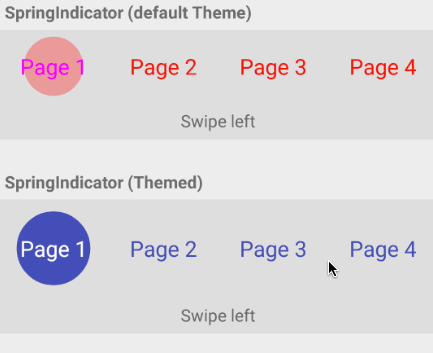 SpringIndicator (default Theme)
Page 1 Page 2 Page 3 Page 4
Swipe left
SpringIndicator (Themed)
Page 1 Page 2 Page 3 Page 4
Swipe left